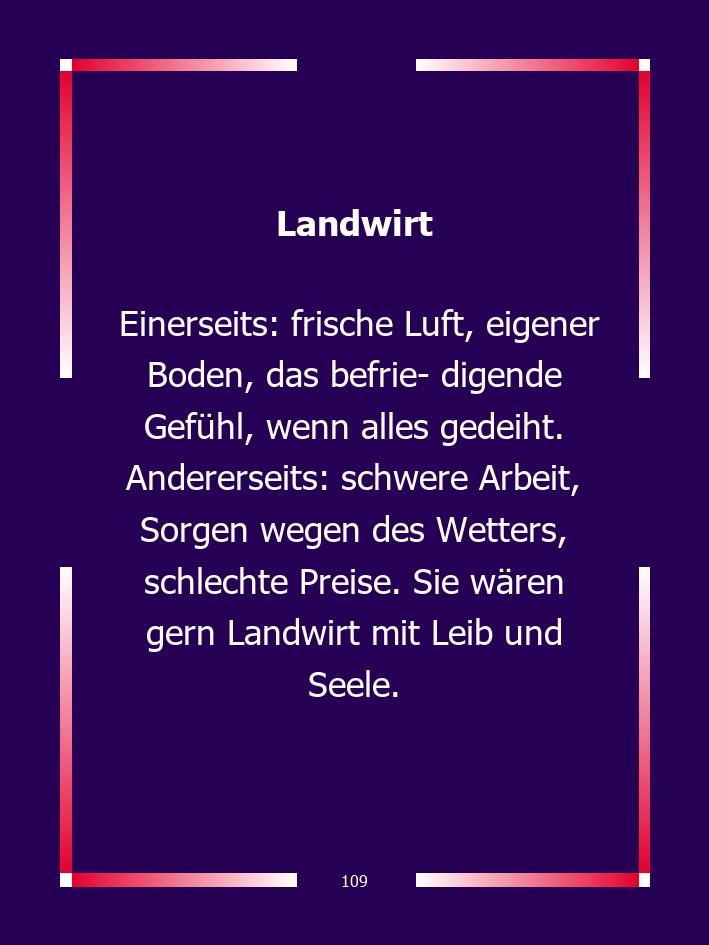 Landwirt
Einerseits: frische Luft, eigener
Boden, das befrie- digende
Gefühl, wenn alles gedeiht.
Andererseits: schwere Arbeit,
Sorgen wegen des Wetters,
schlechte Preise. Sie wären
gern Landwirt mit Leib und
Seele.
109